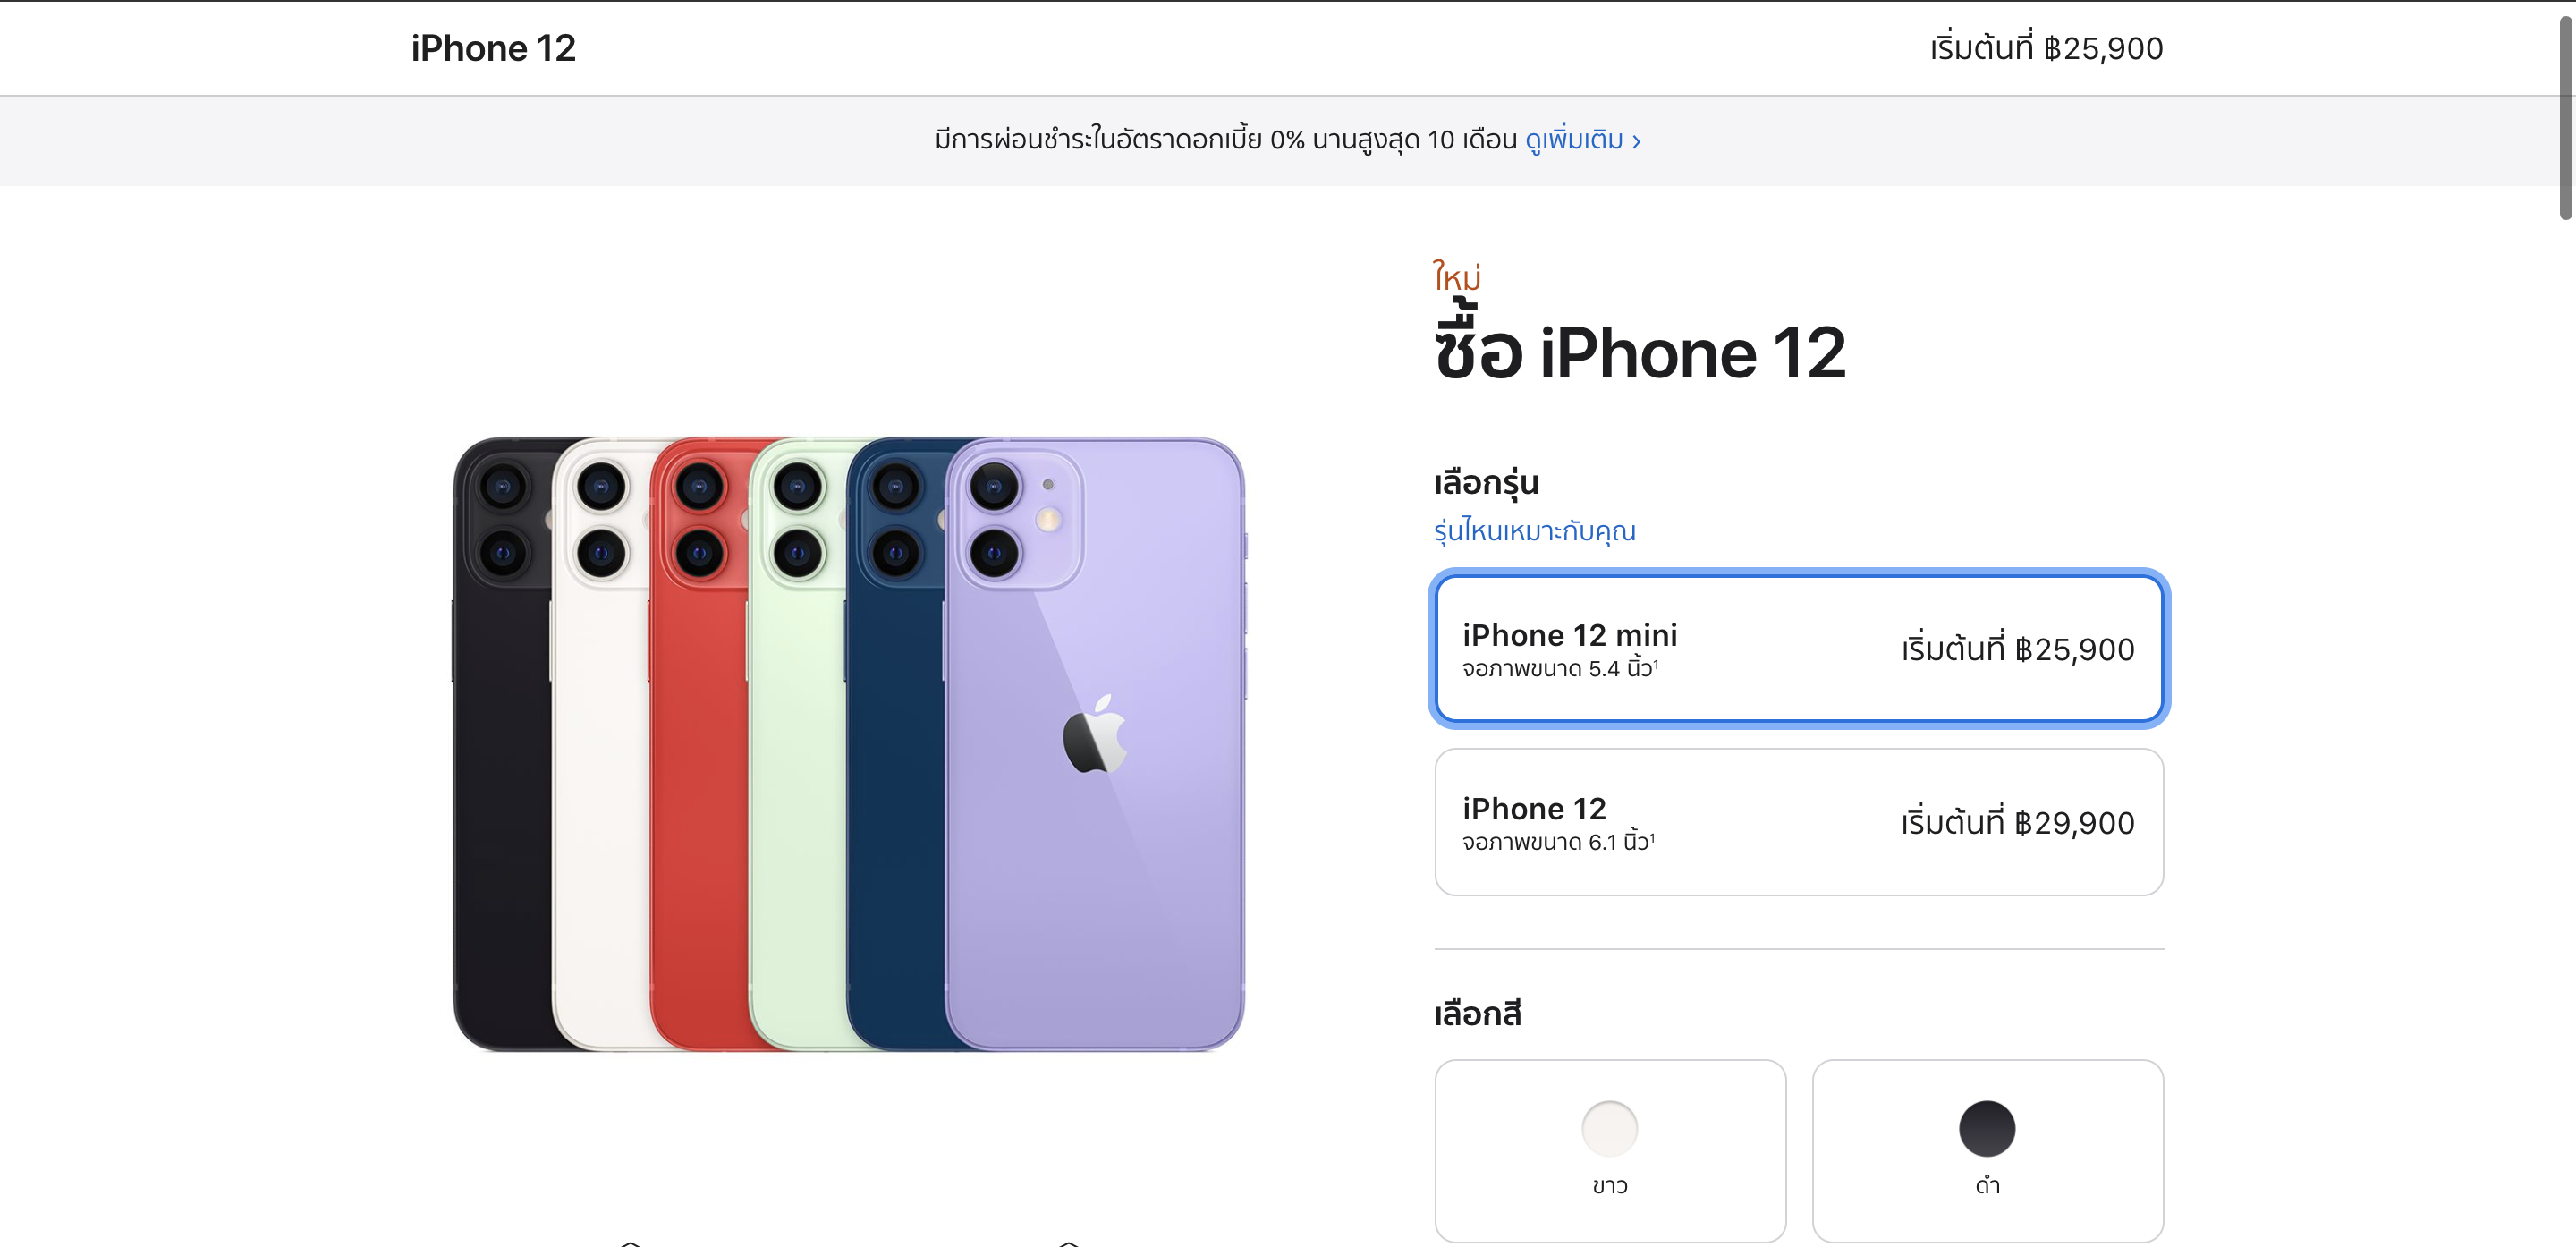 iPhone 12
เริ่มต้นที่ ฿25,900
มีการผ่อนชำระในอัตราดอกเบี้ย 0% นานสูงสุด 10 เดือน ดูเพิ่มเติม >
ใหม่
ซื้อ iPhone 12
เลือกรุ่น
รุ่นไหนเหมาะกับคุณ
iPhone 12 mini
จอภาพขนาด 5.4 นิ้ว¹
เริ่มต้นที่ ฿25,900
iPhone 12
จอภาพขนาด 6.1 นิ้ว¹
เริ่มต้นที่ ฿29,900
เลือกสี
ขาว
ดำ